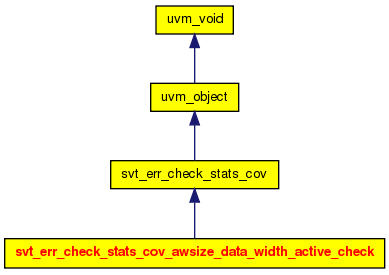 uvm_void
uvm_object
svt_err_check_stats_cov
svt_err_check_stats_cov_awsize_data_width_active_check